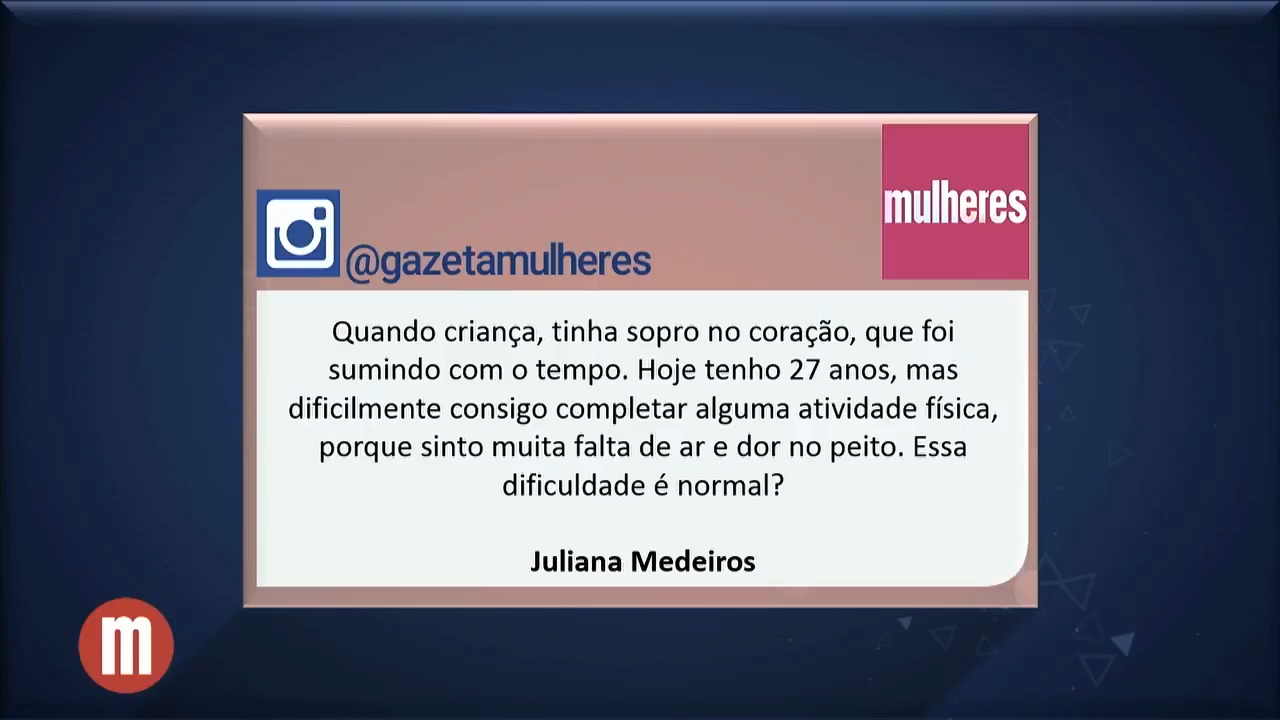 mulheres
@gazetamulheres
Quando criança, tinha sopro no coração, que foi
sumindo com o tempo. Hoje tenho 27 anos, mas
dificilmente consigo completar alguma atividade física,
porque sinto muita falta de ar e dor no peito. Essa
dificuldade é normal?
Juliana Medeiros
m